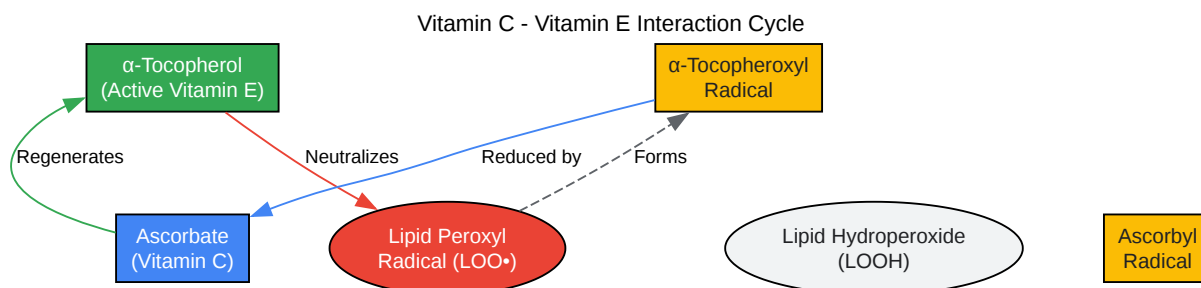 Vitamin C - Vitamin E Interaction Cycle
α-Tocopherol
(Active Vitamin E)
α-Tocopheroxyl
Radical
Regenerates
Neutralizes
Reduced by
Forms
Ascorbate
(Vitamin C)
Lipid Peroxyl
Radical (LOO•)
Lipid Hydroperoxide
(LOOH)
Ascorbyl
Radical